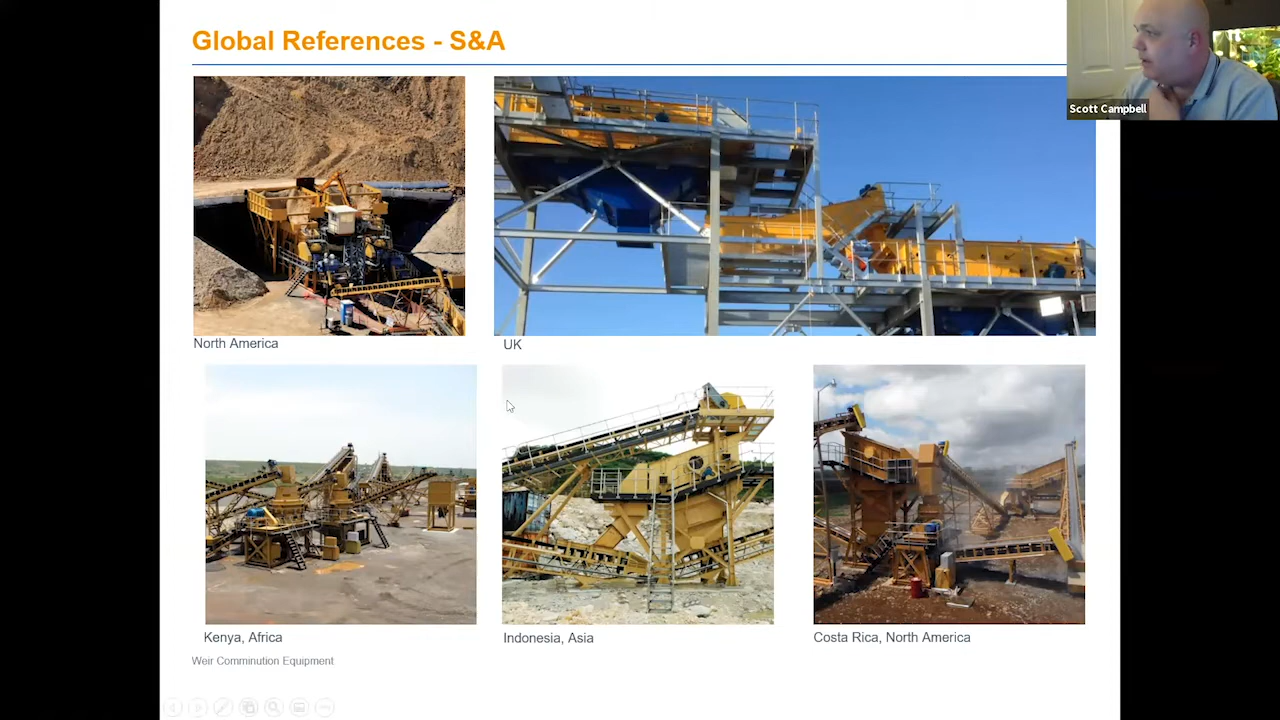 Global References - S&A
Scott Campbell
North America
UK
Kenya, Africa
Indonesia, Asia
Costa Rica, North America
Weir Comminution Equipment